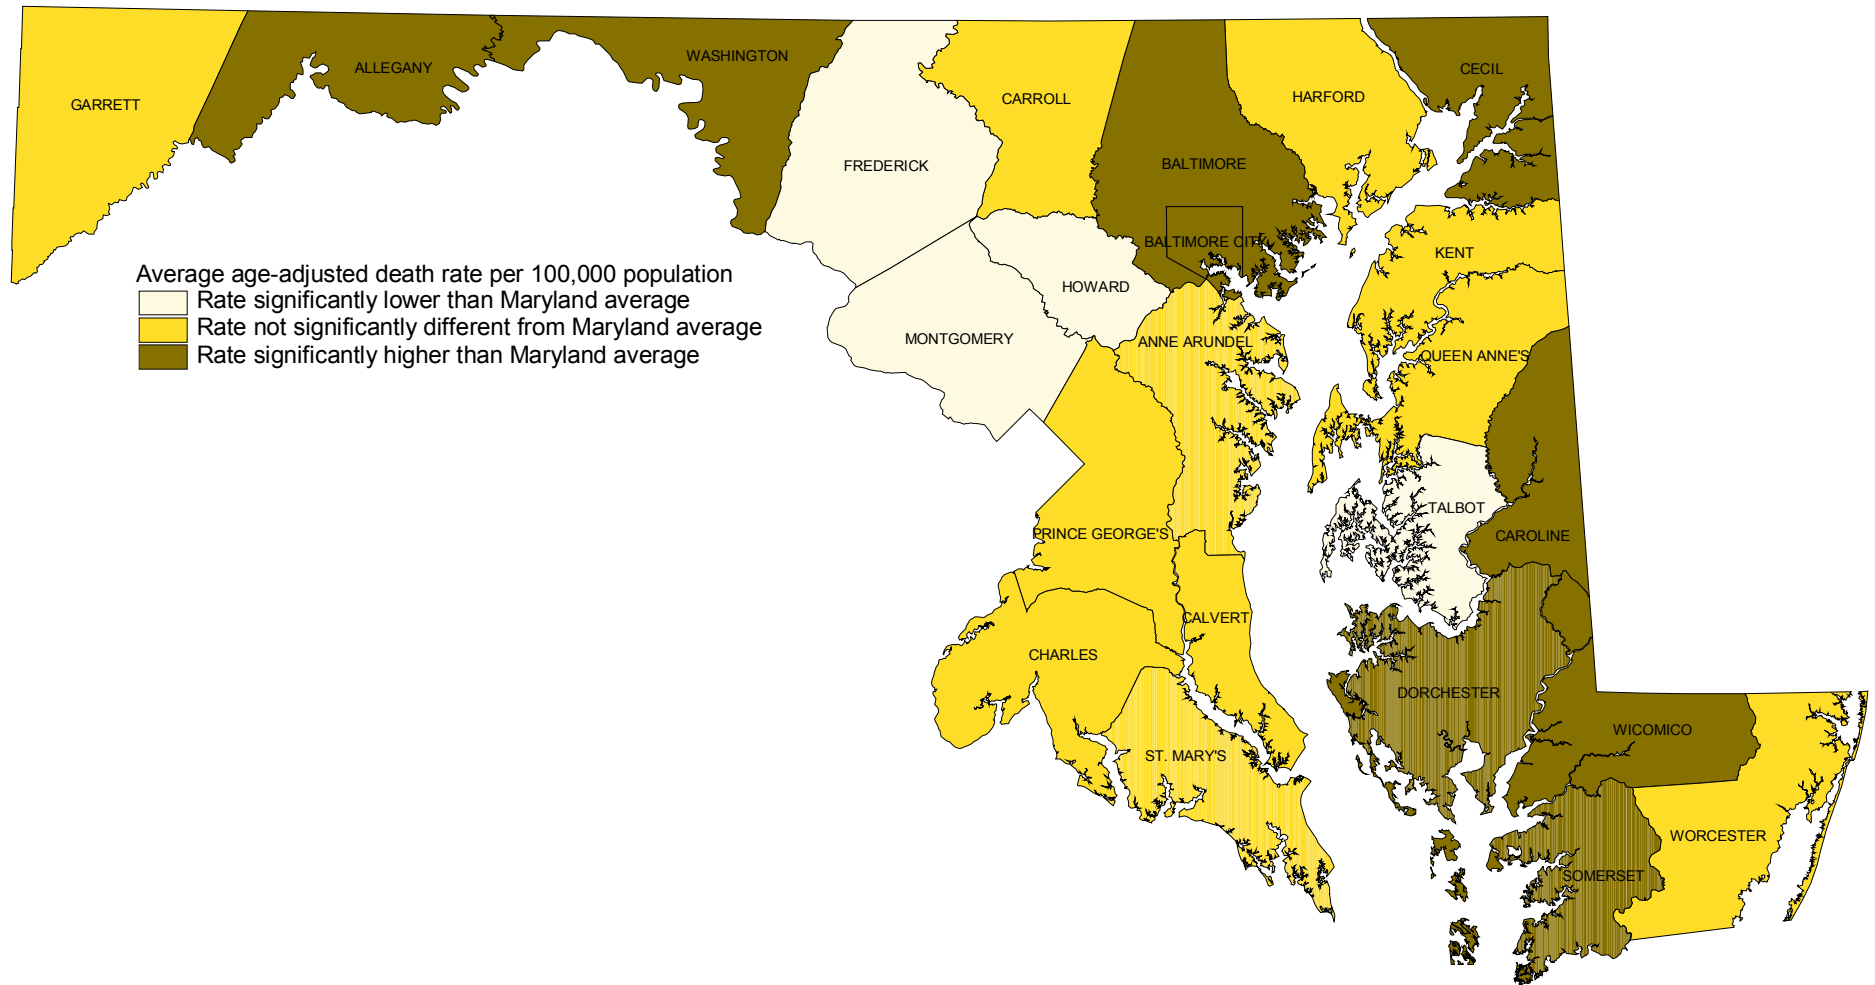 WASHINGTON
ALLEGANY
CECIL
GARRETT
CARROLL
HARFORD
FREDERICK
BALTIMORE
BALTIMORE CITY
KENT
Average age-adjusted death rate per 100,000 population
Rate significantly lower than Maryland average
Rate not significantly different from Maryland average
Rate significantly higher than Maryland average
HOWARD
MONTGOMERY
ANNE ARUNDEL
QUEEN ANNE'S
TALBOT
PRINCE GEORGE'S
CAROLINE
CALVERT
CHARLES
DORCHESTER
WICOMICO
ST. MARY'S
WORCESTER
SOMERSET